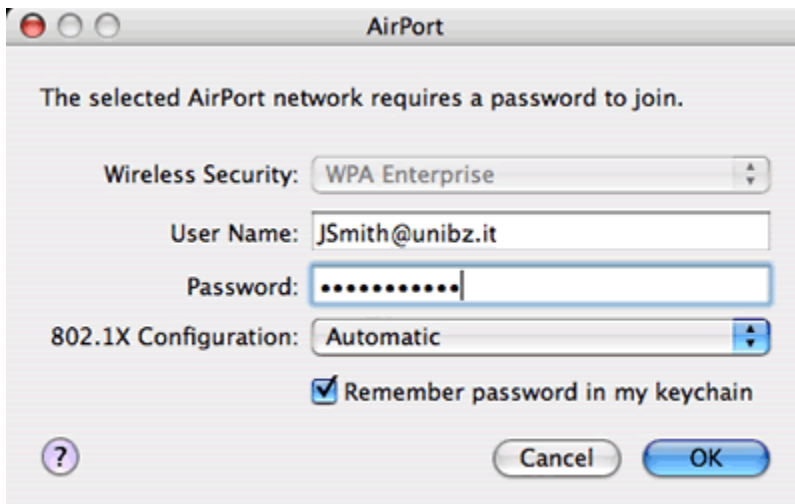 AirPort
The selected AirPort network requires a password to join.
Wireless Security: WPA Enterprise
User Name: JSmith@unibz.it
Password: •••••••••••
802.1X Configuration: Automatic
Remember password in my keychain
? Cancel OK